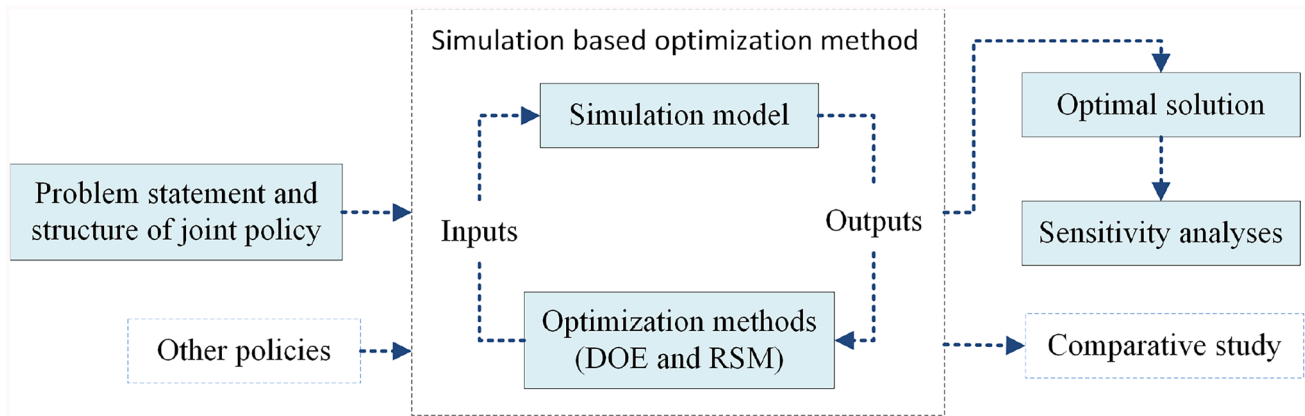 Simulation based optimization method
Problem statement and
structure of joint policy
Other policies
Simulation model
Inputs
Outputs
Optimization methods
(DOE and RSM)
Optimal solution
Sensitivity analyses
Comparative study